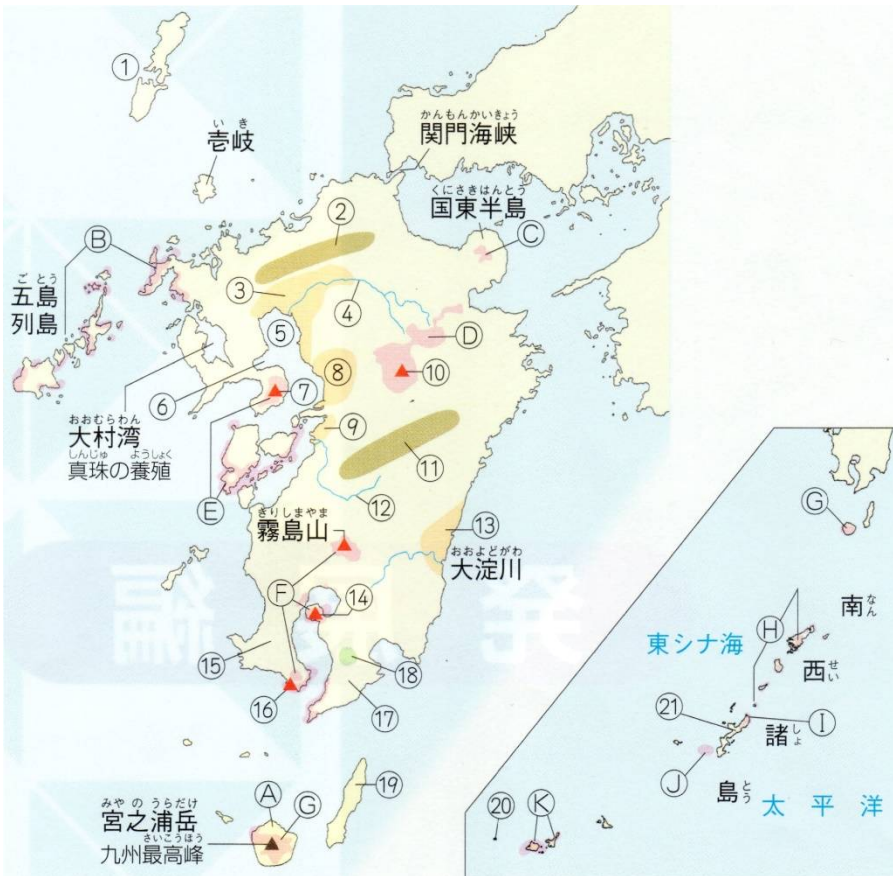 ①
いき
壱岐
かんもんかいきょう
関門海峡
くにさきはんとう
国東半島
Ⓒ
②
Ⓑ
ごとう
五島
列島
③
④
⑤
Ⓓ
⑧
⑩
⑥
⑦
おおむらわん
大村湾
しんじゅ ようしょく
真珠の養殖
⑨
⑪
Ⓔ
⑫
⑬
きりしまやま
霧島山
おおよどがわ
大淀川
Ⓕ
⑭
⑮
⑯
⑱
⑰
⑲
みやのうらだけ
宮之浦岳
さいこうほう
九州最高峰
Ⓐ
Ⓖ
Ⓖ
南 なん
Ⓗ
東シナ海
西 せい
㉑
諸 しょ
Ⓘ
Ⓙ
島 とう
太平洋
⑳
Ⓚ